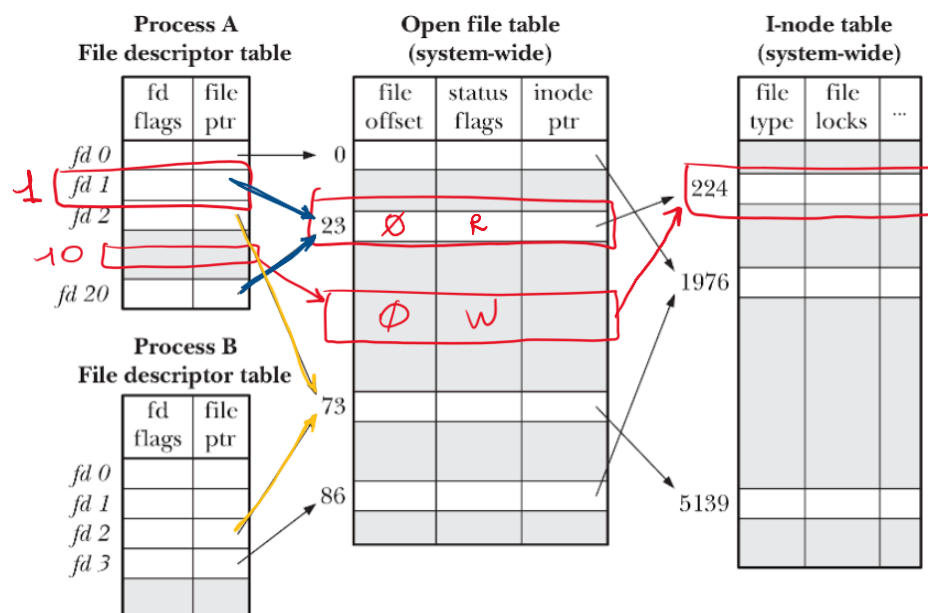 Process A
File descriptor table
fd flags
file ptr
fd 0
1
fd 1
fd 2
10
fd 20
Process B
File descriptor table
fd flags
file ptr
fd 0
fd 1
fd 2
fd 3
Open file table
(system-wide)
file offset
status flags
inode ptr
0
23
Ø R
Ø W
73
86
I-node table
(system-wide)
file type
file locks
...
224
1976
5139